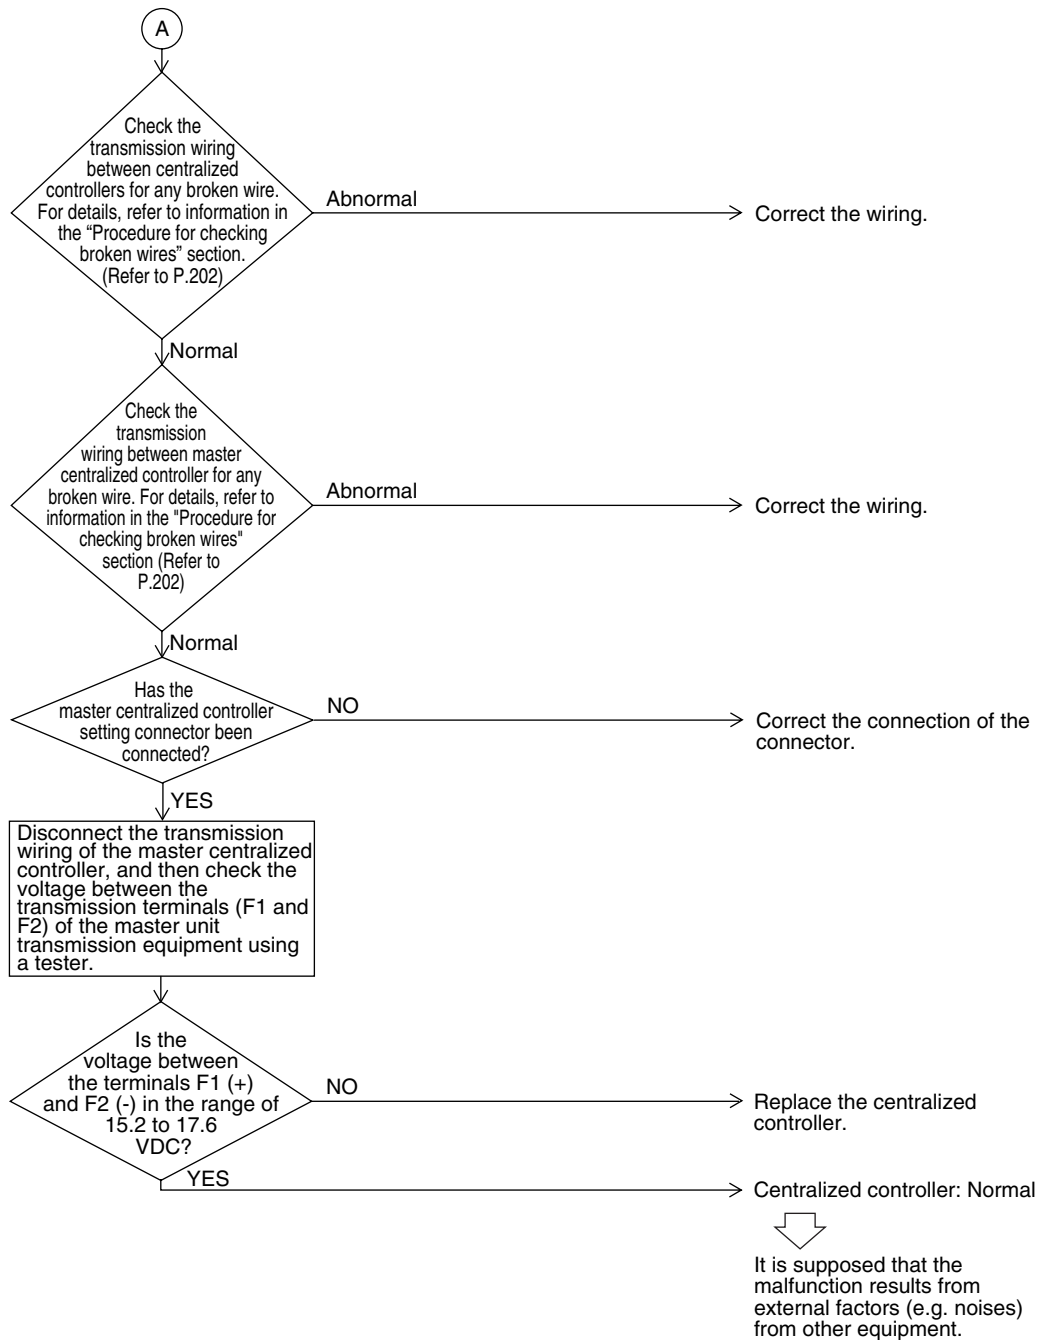 A
Check the
transmission wiring
between centralized
controllers for any broken wire.
For details, refer to information in
the “Procedure for checking
broken wires” section.
(Refer to P.202)
Abnormal
Correct the wiring.
Normal
Check the
transmission
wiring between master
centralized controller for any
broken wire. For details, refer to
information in the "Procedure for
checking broken wires"
section (Refer to
P.202)
Abnormal
Correct the wiring.
Normal
Has the
master centralized controller
setting connector been
connected?
NO
Correct the connection of the
connector.
YES
Disconnect the transmission
wiring of the master centralized
controller, and then check the
voltage between the
transmission terminals (F1 and
F2) of the master unit
transmission equipment using
a tester.
Is the
voltage between
the terminals F1 (+)
and F2 (-) in the range of
15.2 to 17.6
VDC?
NO
Replace the centralized
controller.
YES
Centralized controller: Normal
It is supposed that the
malfunction results from
external factors (e.g. noises)
from other equipment.